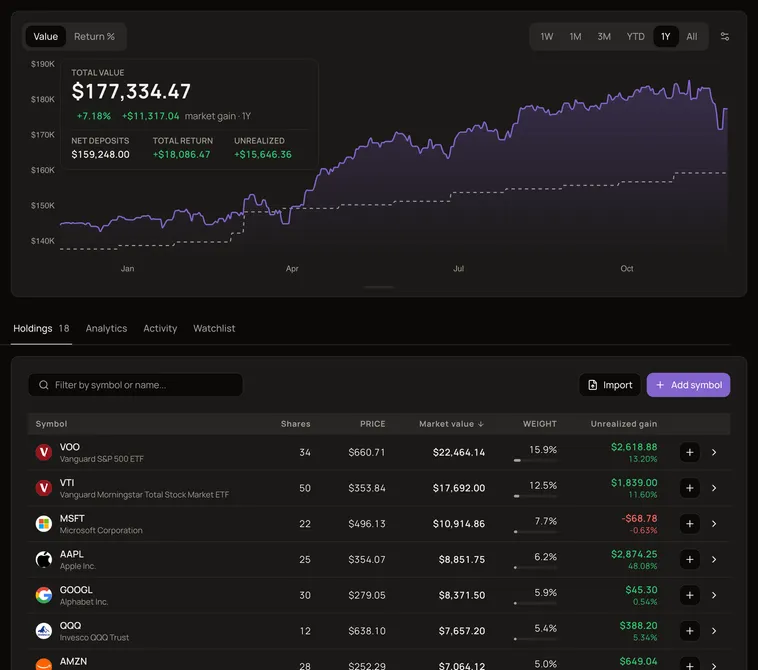 Value Return % 1W 1M 3M YTD 1Y All
$190K
TOTAL VALUE
$177,334.47
+7.18% +$11,317.04 market gain · 1Y
NET DEPOSITS TOTAL RETURN UNREALIZED
$159,248.00 +$18,086.47 +$15,646.36
$180K
$170K
$160K
$150K
$140K
Jan Apr Jul Oct
Holdings 18 Analytics Activity Watchlist
Filter by symbol or name... Import + Add symbol
Symbol Shares PRICE Market value ↓ WEIGHT Unrealized gain
V VOO 34 $660.71 $22,464.14 15.9% $2,618.88 +
Vanguard S&P 500 ETF 13.20%
V VTI 50 $353.84 $17,692.00 12.5% $1,839.00 +
Vanguard Morningstar Total Stock Market ETF 11.60%
MSFT 22 $496.13 $10,914.86 7.7% -$68.78 +
Microsoft Corporation -0.63%
AAPL 25 $354.07 $8,851.75 6.2% $2,874.25 +
Apple Inc. 48.08%
GOOGL 30 $279.05 $8,371.50 5.9% $45.30 +
Alphabet Inc. 0.54%
QQQ 12 $638.10 $7,657.20 5.4% $388.20 +
Invesco QQQ Trust 5.34%
AMZN 28 $252.29 $7,064.12 5.0% $649.04 +